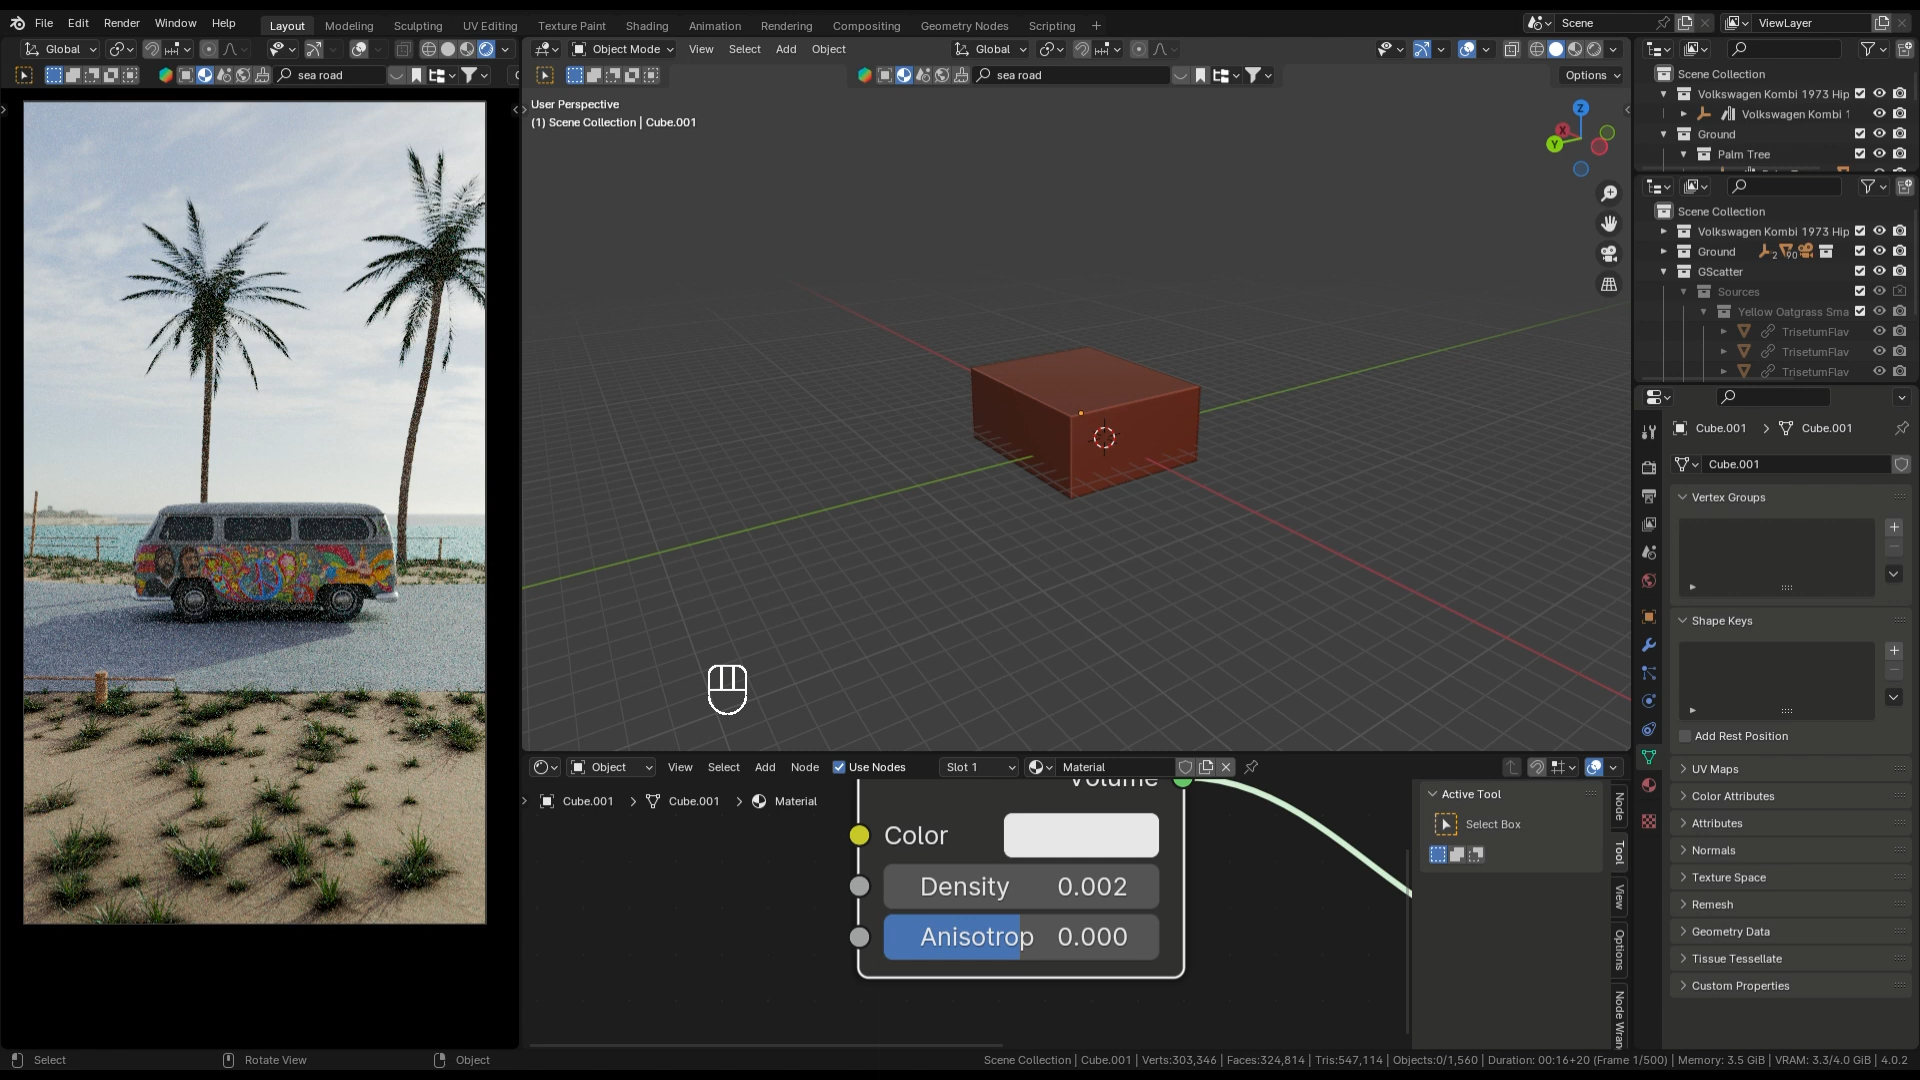 File Edit Render Window Help
Layout Modeling Sculpting UV Editing Texture Paint Shading Animation Rendering Compositing Geometry Nodes Scripting +
Scene
ViewLayer
Global
Object Mode View Select Add Object
Global
sea road
sea road
Options
User Perspective
(1) Scene Collection | Cube.001
Z
X
Y
Scene Collection
Volkswagen Kombi 1973 Hip
Volkswagen Kombi 1
Ground
Palm Tree
Scene Collection
Volkswagen Kombi 1973 Hip
Ground
2
90
GScatter
Sources
Yellow Oatgrass Sma
TrisetumFlav
TrisetumFlav
TrisetumFlav
Cube.001 > Cube.001
Cube.001
Vertex Groups
Shape Keys
Add Rest Position
UV Maps
Color Attributes
Attributes
Normals
Texture Space
Remesh
Geometry Data
Tissue Tessellate
Custom Properties
Object View Select Add Node Use Nodes Slot 1 Material
Cube.001 > Cube.001 > Material
Volume
Color
Density 0.002
Anisotrop 0.000
Active Tool
Select Box
Node
Tool
View
Options
Node Wran
Select
Rotate View
Object
Scene Collection | Cube.001 | Verts:303,346 | Faces:324,814 | Tris:547,114 | Objects:0/1,560 | Duration: 00:16+20 (Frame 1/500) | Memory: 3.5 GiB | VRAM: 3.3/4.0 GiB | 4.0.2